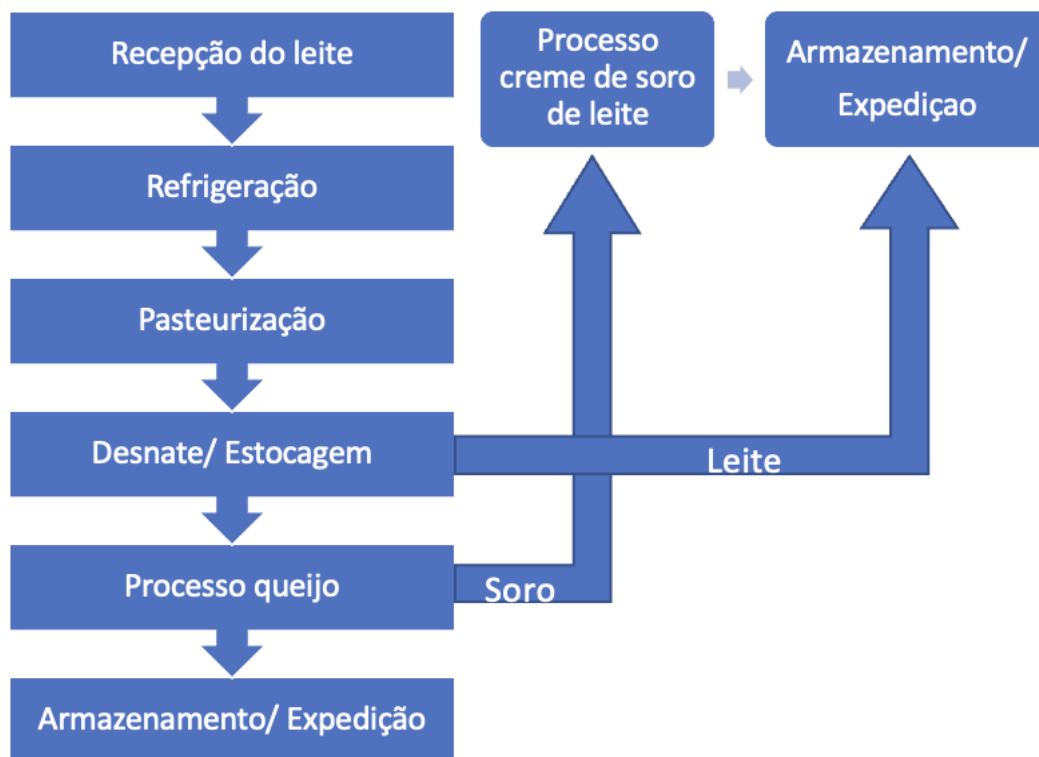 Recepção do leite
Refrigeração
Pasteurização
Desnate/ Estocagem
Processo queijo
Armazenamento/ Expedição
Processo
creme de soro
de leite
Armazenamento/
Expediçao
Leite
Soro